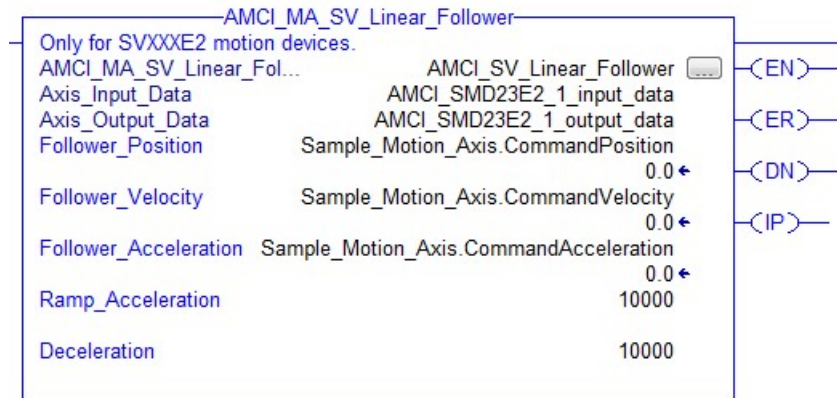 AMCI_MA_SV_Linear_Follower
Only for SVXXXE2 motion devices.
AMCI_MA_SV_Linear_Fol... AMCI_SV_Linear_Follower ... (EN)
Axis_Input_Data AMCI_SMD23E2_1_input_data
Axis_Output_Data AMCI_SMD23E2_1_output_data (ER)
Follower_Position Sample_Motion_Axis.CommandPosition
0.0 (DN)
Follower_Velocity Sample_Motion_Axis.CommandVelocity
0.0 (IP)
Follower_Acceleration Sample_Motion_Axis.CommandAcceleration
0.0
Ramp_Acceleration 10000
Deceleration 10000